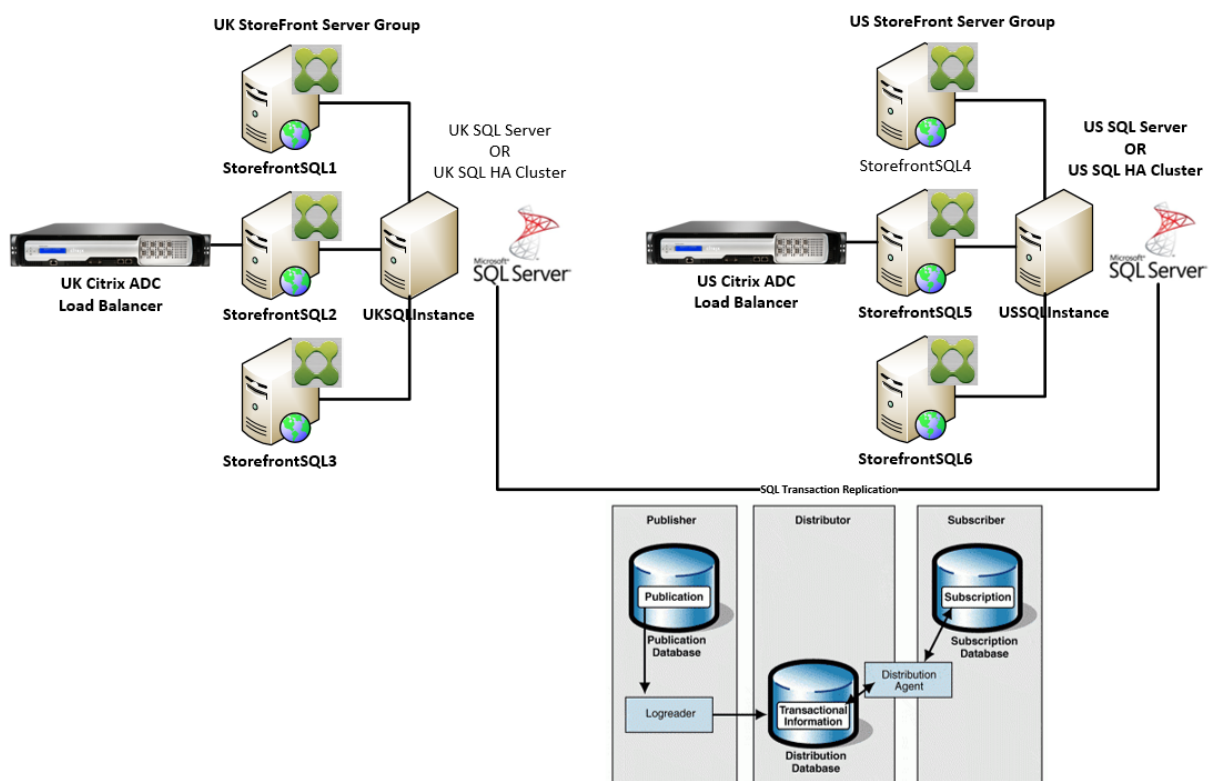 UK StoreFront Server Group
US StoreFront Server Group
StorefrontSQL1
UK SQL Server
OR
UK SQL HA Cluster
StorefrontSQL4
US SQL Server
OR
US SQL HA Cluster
UK Citrix ADC
Load Balancer
StorefrontSQL2
UKSQLInstance
Microsoft®
SQL Server®
US Citrix ADC
Load Balancer
StorefrontSQL5
USSQLInstance
Microsoft®
SQL Server®
StorefrontSQL3
StorefrontSQL6
SQL Transaction Replication
Publisher
Distributor
Subscriber
Publication
Publication
Database
Subscription
Subscription
Database
Distribution
Agent
Logreader
Transactional
Information
Distribution
Database